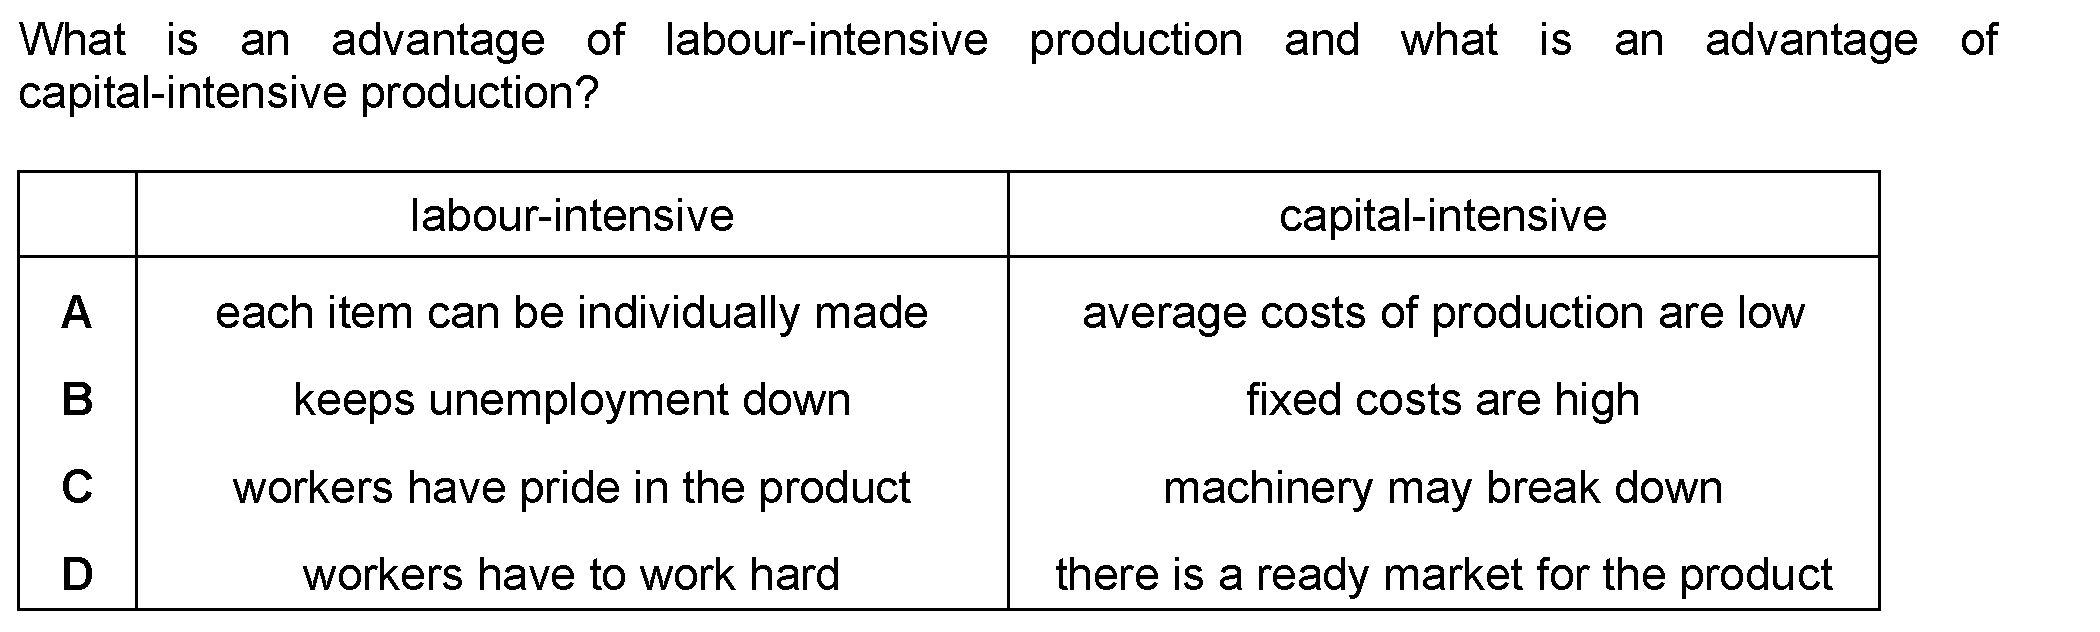 What is an advantage of labour-intensive production and what is an advantage of
capital-intensive production?
labour-intensive capital-intensive
A each item can be individually made average costs of production are low
B keeps unemployment down fixed costs are high
C workers have pride in the product machinery may break down
D workers have to work hard there is a ready market for the product